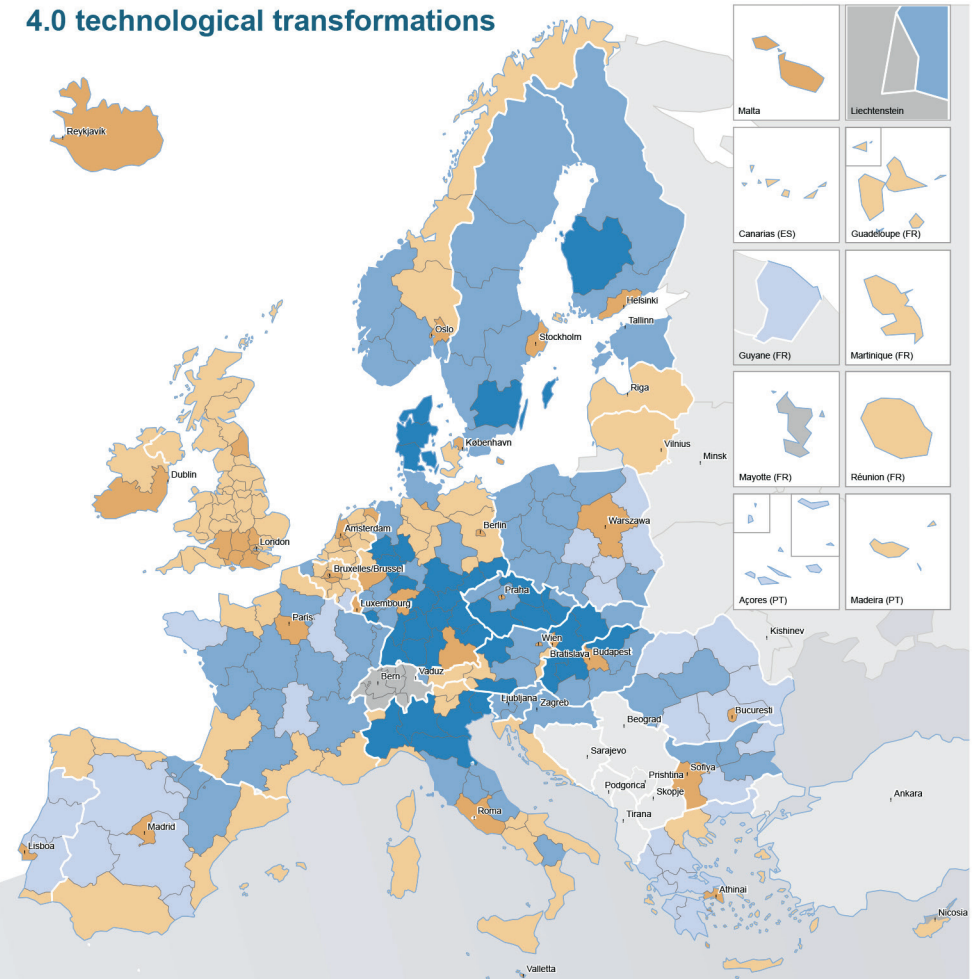 4.0 technological transformations
Malta
Liechtenstein
Reykjavik
Canarias (ES)
Guadeloupe (FR)
Helsinki
Tallinn
Oslo
Stockholm
Guyane (FR)
Martinique (FR)
Riga
København
Vilnius
Minsk
Mayotte (FR)
Réunion (FR)
Dublin
Berlin
Amsterdam
Warszawa
London
Bruxelles/Brussel
Praha
Luxembourg
Açores (PT)
Madeira (PT)
Paris
Kishinev
Wien
Bratislava
Budapest
Vaduz
Bern
Ljubljana
Zagreb
Bucuresti
Beograd
Sarajevo
Sofiya
Prishtina
Podgorica
Skopje
Ankara
Roma
Tirana
Madrid
Lisboa
Athinai
Nicosia
Valletta